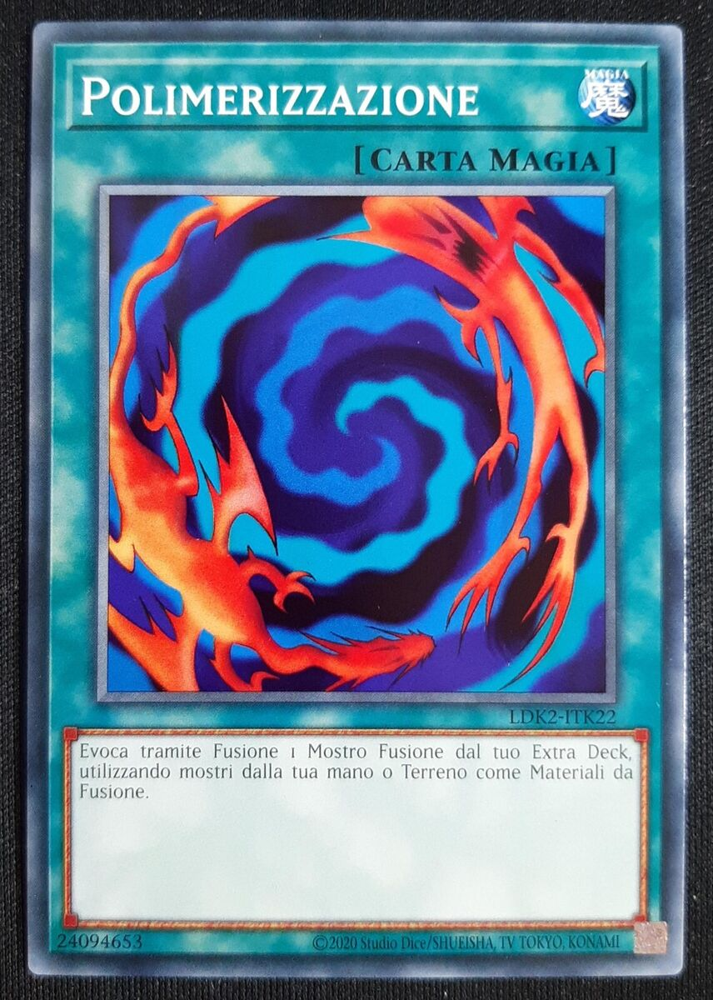 POLIMERIZZAZIONE
MAGIA
魔
[CARTA MAGIA]
LDK2-ITK22
Evoca tramite Fusione 1 Mostro Fusione dal tuo Extra Deck,
utilizzando mostri dalla tua mano o Terreno come Materiali da
Fusione.
24094653
©2020 Studio Dice/SHUEISHA, TV TOKYO, KONAMI